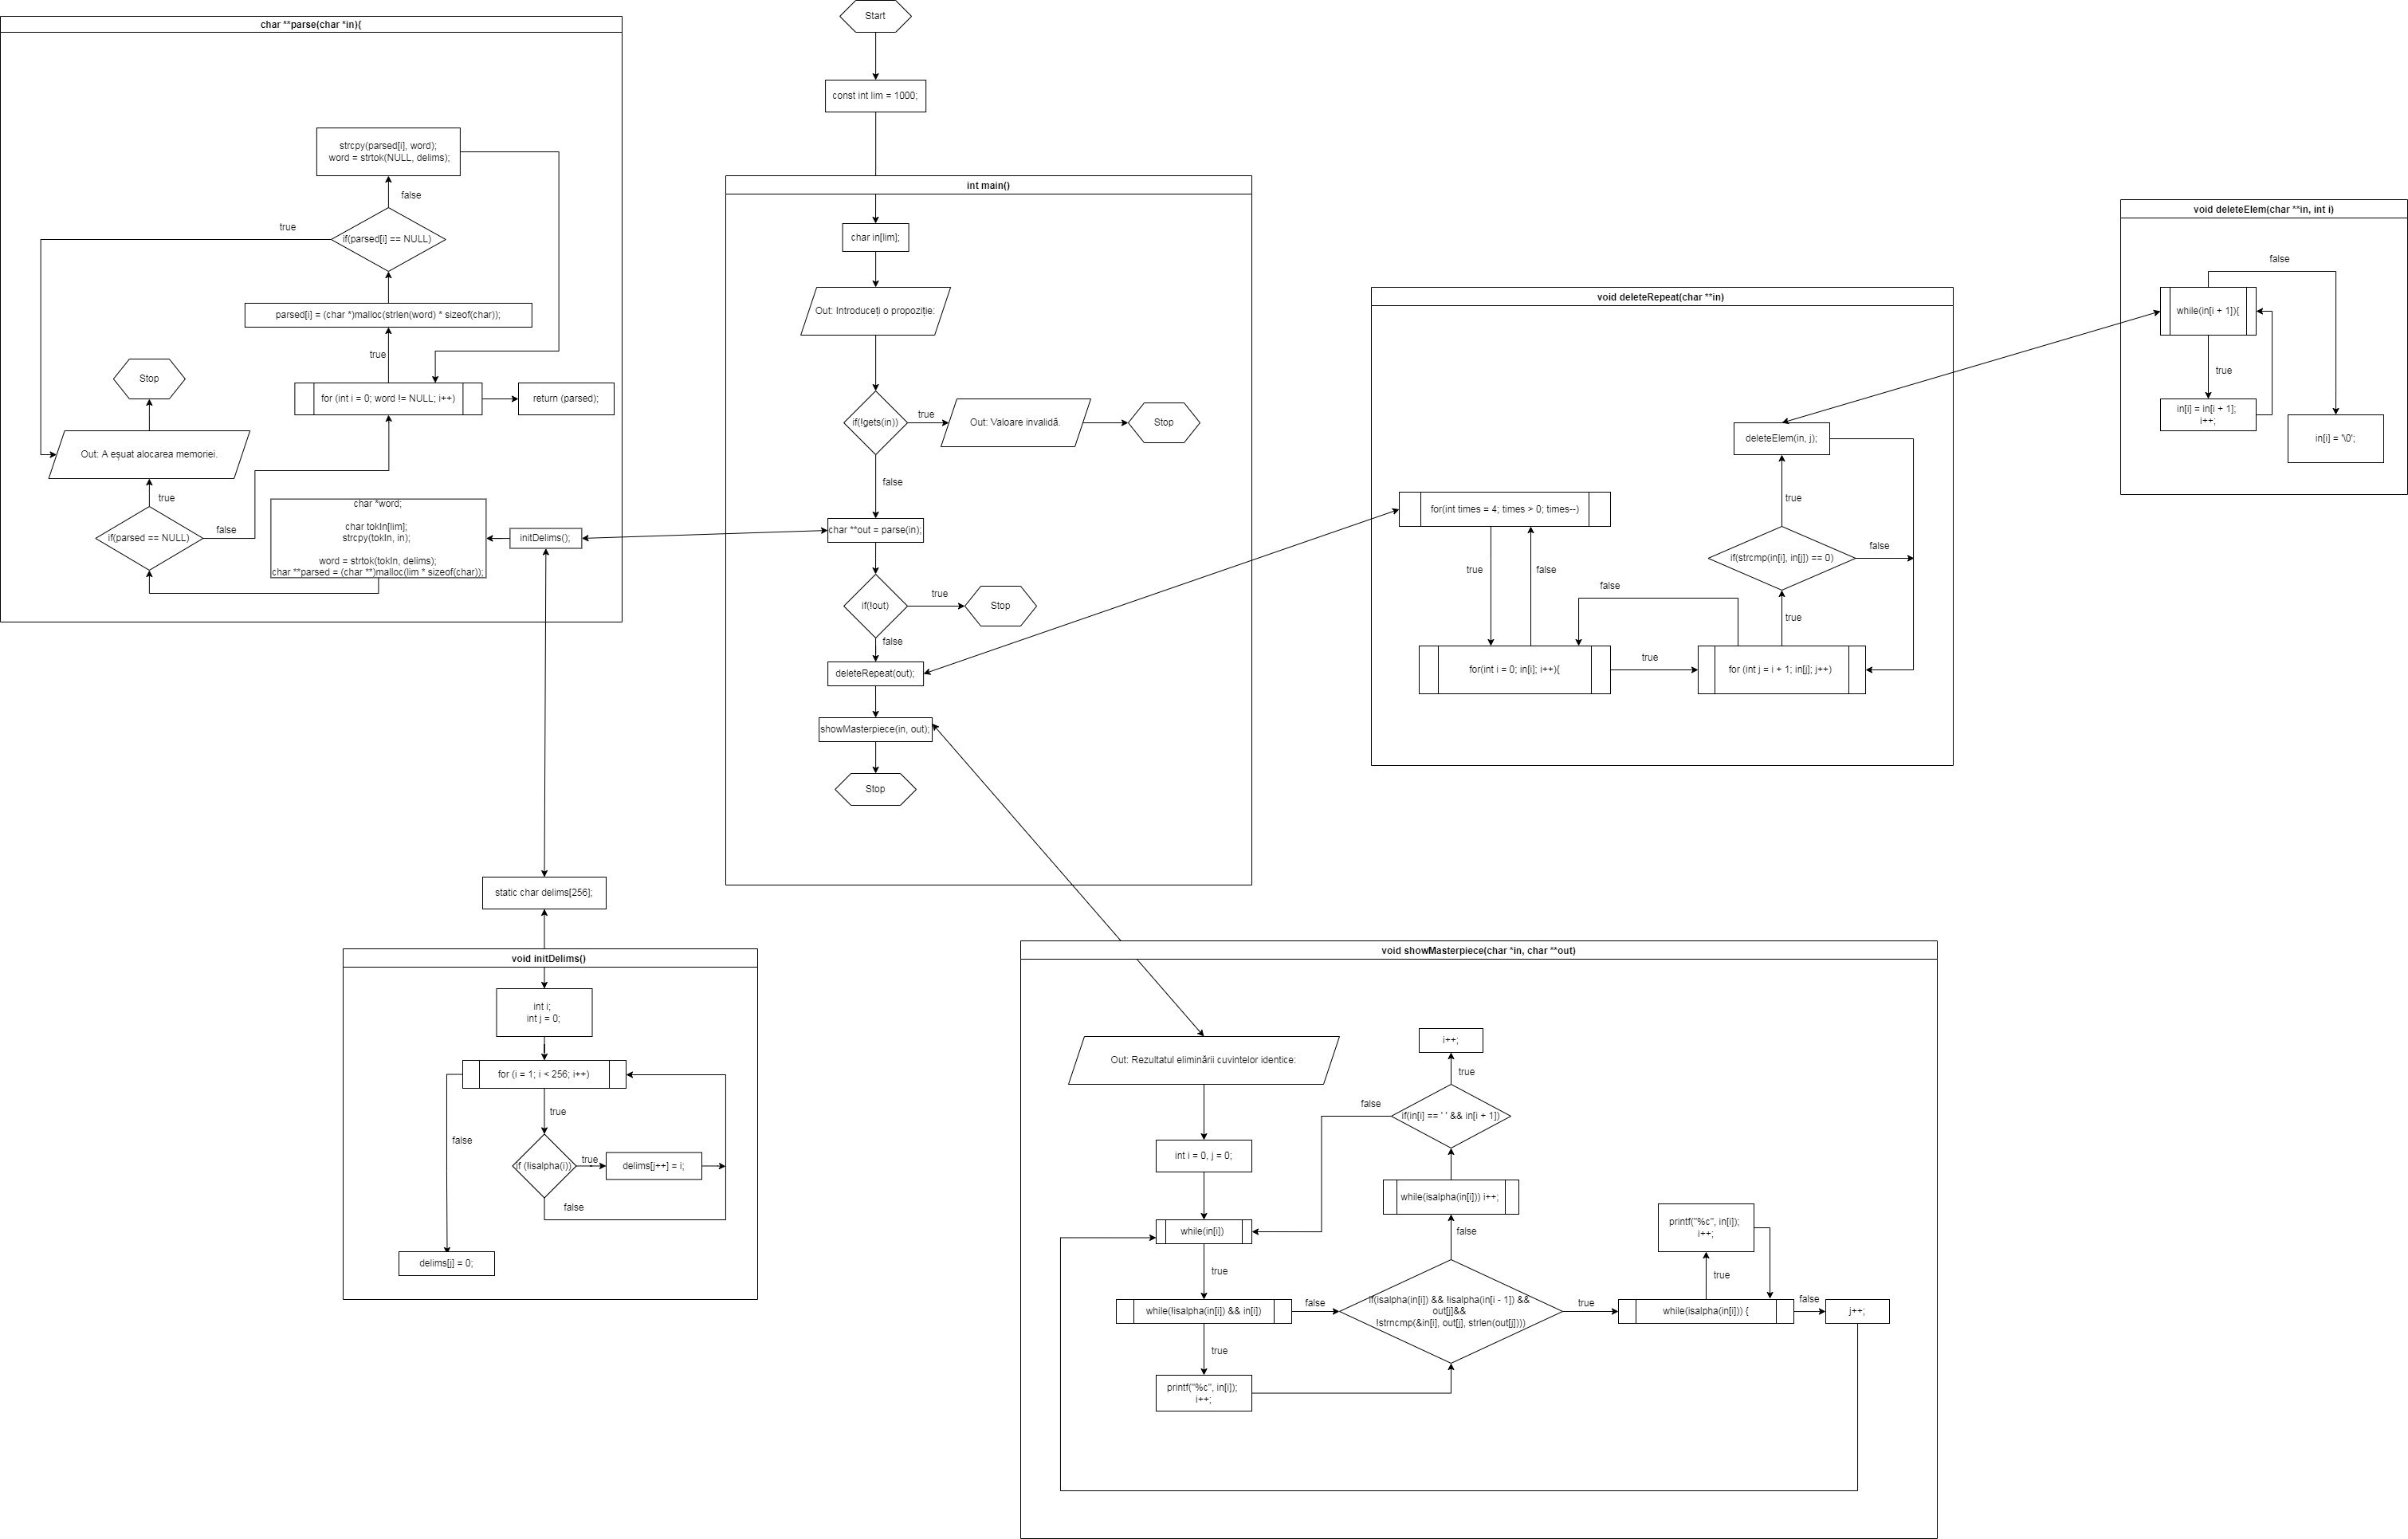 Start
const int lim = 1000;
char **parse(char *in){
strcpy(parsed[i], word);
word = strtok(NULL, delims);
false
true
if(parsed[i] == NULL)
parsed[i] = (char *)malloc(strlen(word) * sizeof(char));
true
Stop
for (int i = 0; word != NULL; i++)
return (parsed);
Out: A eșuat alocarea memoriei.
true
if(parsed == NULL)
false
char *word;
char tokIn[lim];
strcpy(tokIn, in);
word = strtok(tokIn, delims);
char **parsed = (char **)malloc(lim * sizeof(char));
initDelims();
int main()
char in[lim];
Out: Introduceți o propoziție:
if(!gets(in))
true
Out: Valoare invalidă.
Stop
false
char **out = parse(in);
if(!out)
true
Stop
false
deleteRepeat(out);
showMasterpiece(in, out);
Stop
void deleteRepeat(char **in)
deleteElem(in, j);
for(int times = 4; times > 0; times--)
true
if(strcmp(in[i], in[j]) == 0)
false
true
false
false
true
for(int i = 0; in[i]; i++){
true
for (int j = i + 1; in[j]; j++)
void deleteElem(char **in, int i)
false
while(in[i + 1]){
true
in[i] = in[i + 1];
i++;
in[i] = '\0';
static char delims[256];
void initDelims()
int i;
int j = 0;
for (i = 1; i < 256; i++)
true
false
if (!isalpha(i))
true
delims[j++] = i;
false
delims[j] = 0;
void showMasterpiece(char *in, char **out)
Out: Rezultatul eliminării cuvintelor identice:
i++;
true
false
if(in[i] == ' ' && in[i + 1])
int i = 0, j = 0;
while(isalpha(in[i])) i++;
while(in[i])
false
printf("%c", in[i]);
i++;
true
true
while(!isalpha(in[i]) && in[i])
false
if(isalpha(in[i]) && !isalpha(in[i - 1]) &&
out[j]&&
!strncmp(&in[i], out[j], strlen(out[j])))
true
while(isalpha(in[i])) {
false
j++;
true
printf("%c", in[i]);
i++;